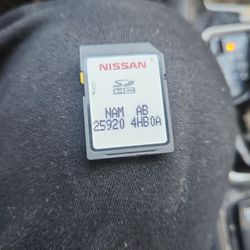 NISSAN
SD
HC
NAM AB
25920 4HB0A